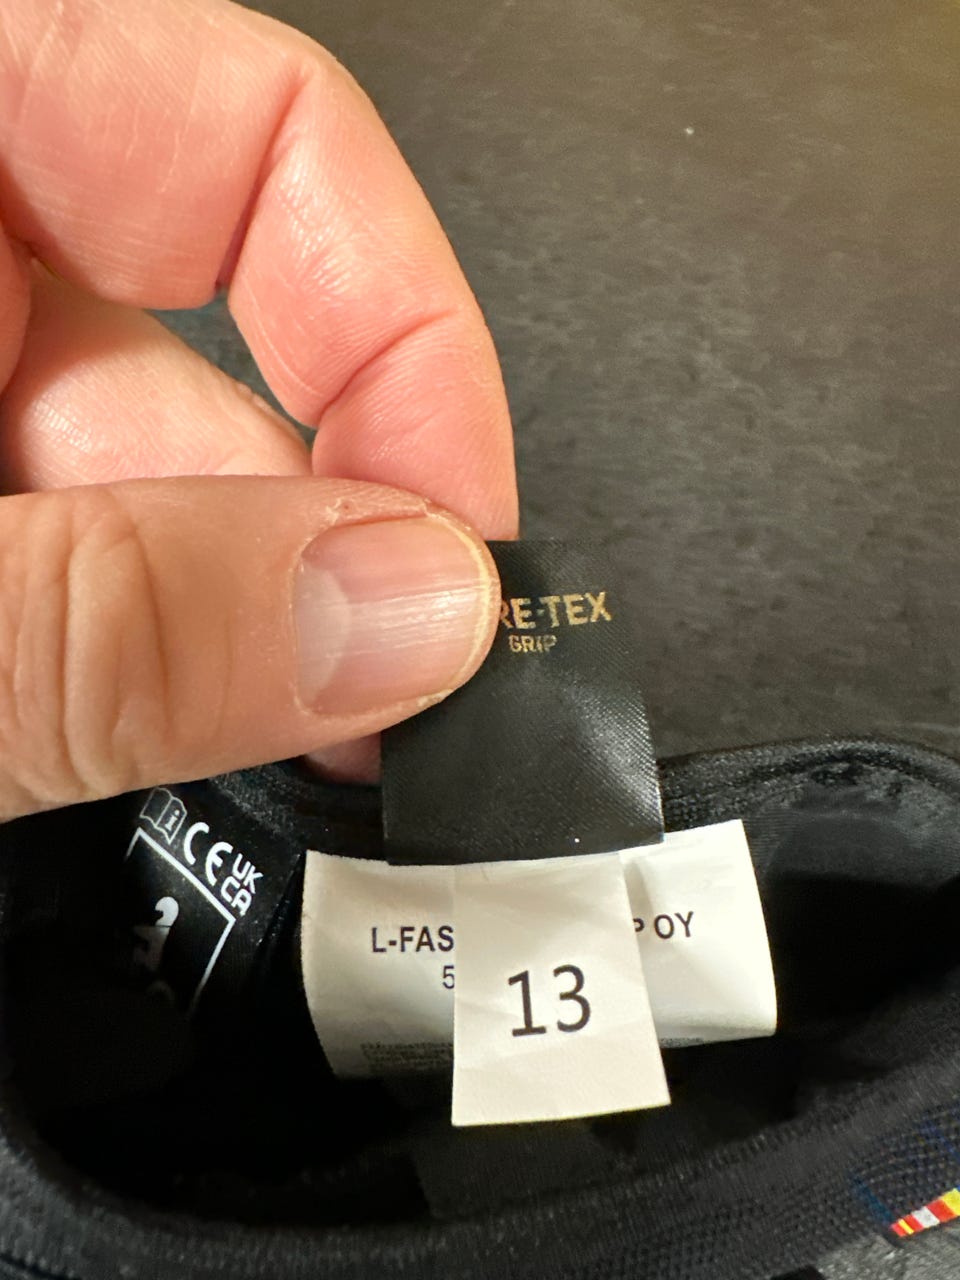 RE-TEX
GRIP
i
CE
UK
CA
L-FAS
P OY
5
13